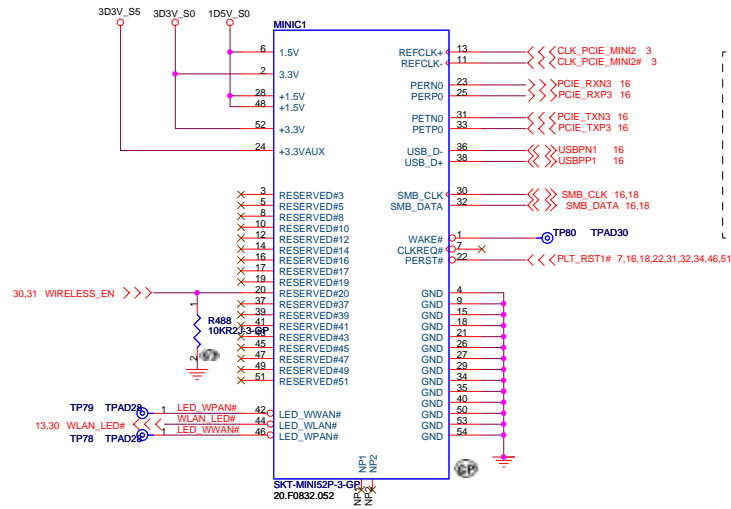 3D3V_S5 3D3V_S0 1D5V_S0
MINIC1
6 1.5V REFCLK+ 13 CLK_PCIE_MINI2 3
REFCLK- 11 CLK_PCIE_MINI2# 3
2 3.3V
PERN0 23 PCIE_RXN3 16
28 +1.5V PERP0 25 PCIE_RXP3 16
48 +1.5V
PETN0 31 PCIE_TXN3 16
52 +3.3V PETP0 33 PCIE_TXP3 16
24 +3.3VAUX USB_D- 36 USBPN1 16
USB_D+ 38 USBPP1 16
3 RESERVED#3 SMB_CLK 30 SMB_CLK 16,18
5 RESERVED#5 SMB_DATA 32 SMB_DATA 16,18
8 RESERVED#8
10 RESERVED#10
12 RESERVED#12 WAKE# 1 TP80 TPAD30
14 RESERVED#14 CLKREQ# 7
16 RESERVED#16 PERST# 22 PLT_RST1# 7,16,18,22,31,32,34,46,51
17 RESERVED#17
19 RESERVED#19
30,31 WIRELESS_EN 20 RESERVED#20 GND 4
37 RESERVED#37 GND 9
39 RESERVED#39 GND 15
41 RESERVED#41 GND 18
43 RESERVED#43 GND 21
45 RESERVED#45 GND 26
47 RESERVED#47 GND 27
49 RESERVED#49 GND 29
51 RESERVED#51 GND 34
GND 35
GND 40
GND 50
GND 53
GND 54
1 R488
10KR2J-3-GP
2
TP79 TPAD28 1 LED_WPAN# 42 LED_WWAN#
13,30 WLAN_LED# WLAN_LED# 44 LED_WLAN#
TP78 TPAD28 1 LED_WWAN# 46 LED_WPAN#
NP1 NP2
NP1 NP2
CP
SKT-MINI52P-3-GP
20.F0832.052